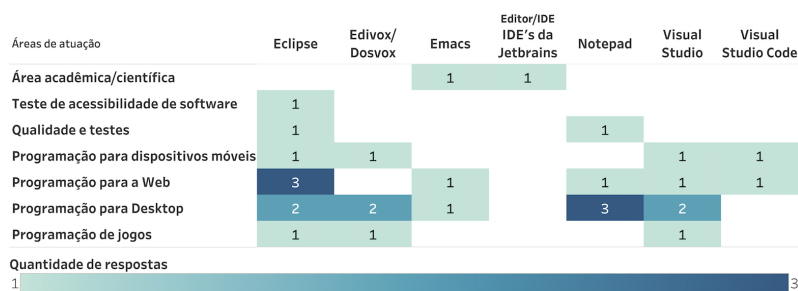 Editor/IDE
Áreas de atuação Eclipse Edivox/ Dosvox Emacs IDE's da Jetbrains Notepad Visual Studio Visual Studio Code
Área acadêmica/científica 1 1
Teste de acessibilidade de software 1
Qualidade e testes 1 1
Programação para dispositivos móveis 1 1 1 1
Programação para a Web 3 1 1 1 1
Programação para Desktop 2 2 1 3 2
Programação de jogos 1 1 1
Quantidade de respostas
1 3